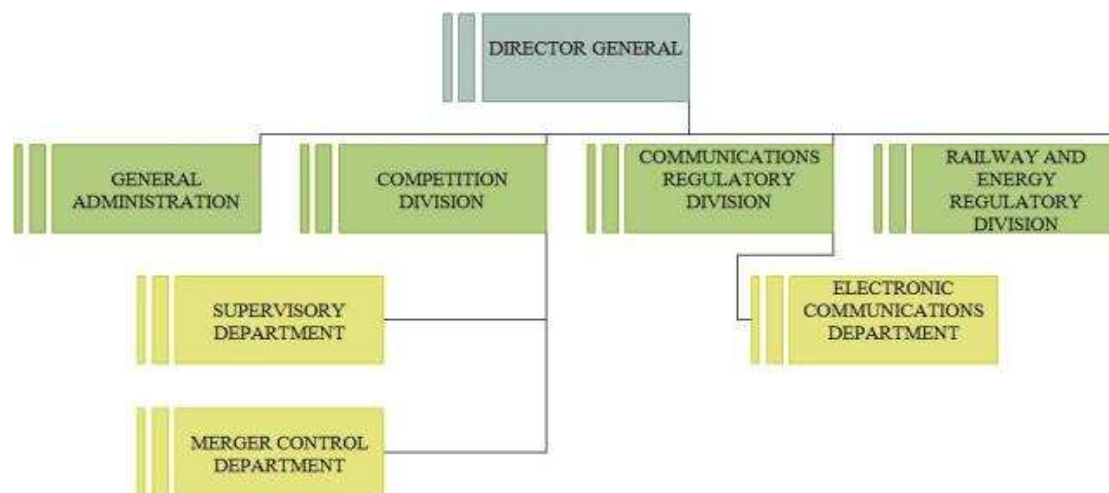 DIRECTOR GENERAL
GENERAL
ADMINISTRATION
COMPETITION
DIVISION
COMMUNICATIONS
REGULATORY
DIVISION
RAILWAY AND
ENERGY
REGULATORY
DIVISION
SUPERVISORY
DEPARTMENT
ELECTRONIC
COMMUNICATIONS
DEPARTMENT
MERGER CONTROL
DEPARTMENT